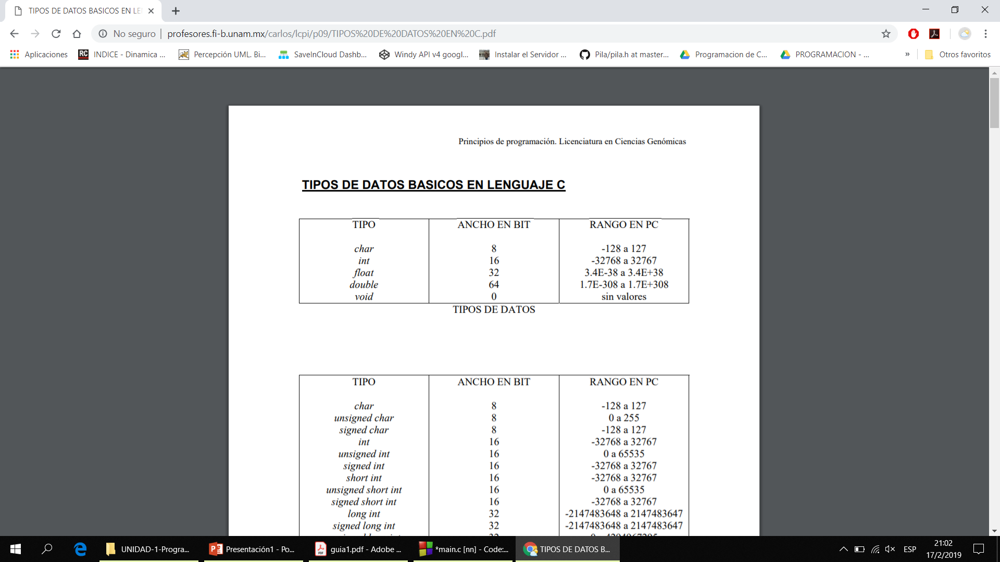 TIPOS DE DATOS BASICOS EN LE
No seguro | profesores.fi-b.unam.mx/carlos/lcpi/p09/TIPOS%20DE%20DATOS%20EN%20C.pdf
Aplicaciones RC INDICE - Dinamica ... Percepción UML. Bi... SaveInCloud Dashb... Windy API v4 googl... Instalar el Servidor ... Pila/pila.h at master... Programacion de C... PROGRAMACION - ... » Otros favoritos
Principios de programación. Licenciatura en Ciencias Genómicas
TIPOS DE DATOS BASICOS EN LENGUAJE C
TIPO ANCHO EN BIT RANGO EN PC
char 8 -128 a 127
int 16 -32768 a 32767
float 32 3.4E-38 a 3.4E+38
double 64 1.7E-308 a 1.7E+308
void 0 sin valores
TIPOS DE DATOS
TIPO ANCHO EN BIT RANGO EN PC
char 8 -128 a 127
unsigned char 8 0 a 255
signed char 8 -128 a 127
int 16 -32768 a 32767
unsigned int 16 0 a 65535
signed int 16 -32768 a 32767
short int 16 -32768 a 32767
unsigned short int 16 0 a 65535
signed short int 16 -32768 a 32767
long int 32 -2147483648 a 2147483647
signed long int 32 -2147483648 a 2147483647
UNIDAD-1-Progra... Presentación1 - Po... guia1.pdf - Adobe ... *main.c [nn] - Code:... TIPOS DE DATOS B... ESP 21:02
17/2/2019